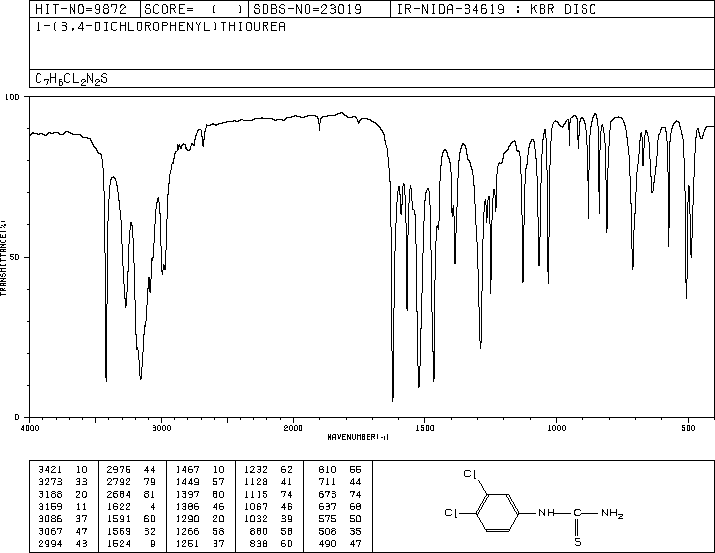 HIT-NO=9872 SCORE= ( ) SDBS-NO=23019 IR-NIDA-34619 : KBR DISC
1-(3,4-DICHLOROPHENYL)THIOUREA
C7H6CL2N2S
100
50
0
TRANSMITTANCE(%)
4000 3000 2000 1500 1000 500
WAVENUMBER(-1)
3421 10 2976 44 1467 10 1232 62 810 55
3273 33 2792 79 1449 57 1128 41 711 44
3188 20 2684 81 1397 60 1115 74 673 74
3159 11 1622 4 1386 46 1067 46 637 68
3086 37 1591 60 1290 20 1032 39 575 50
3067 47 1569 32 1266 58 880 58 508 35
2994 43 1524 9 1251 37 838 60 490 47
Cl
Cl
NH C NH2
S